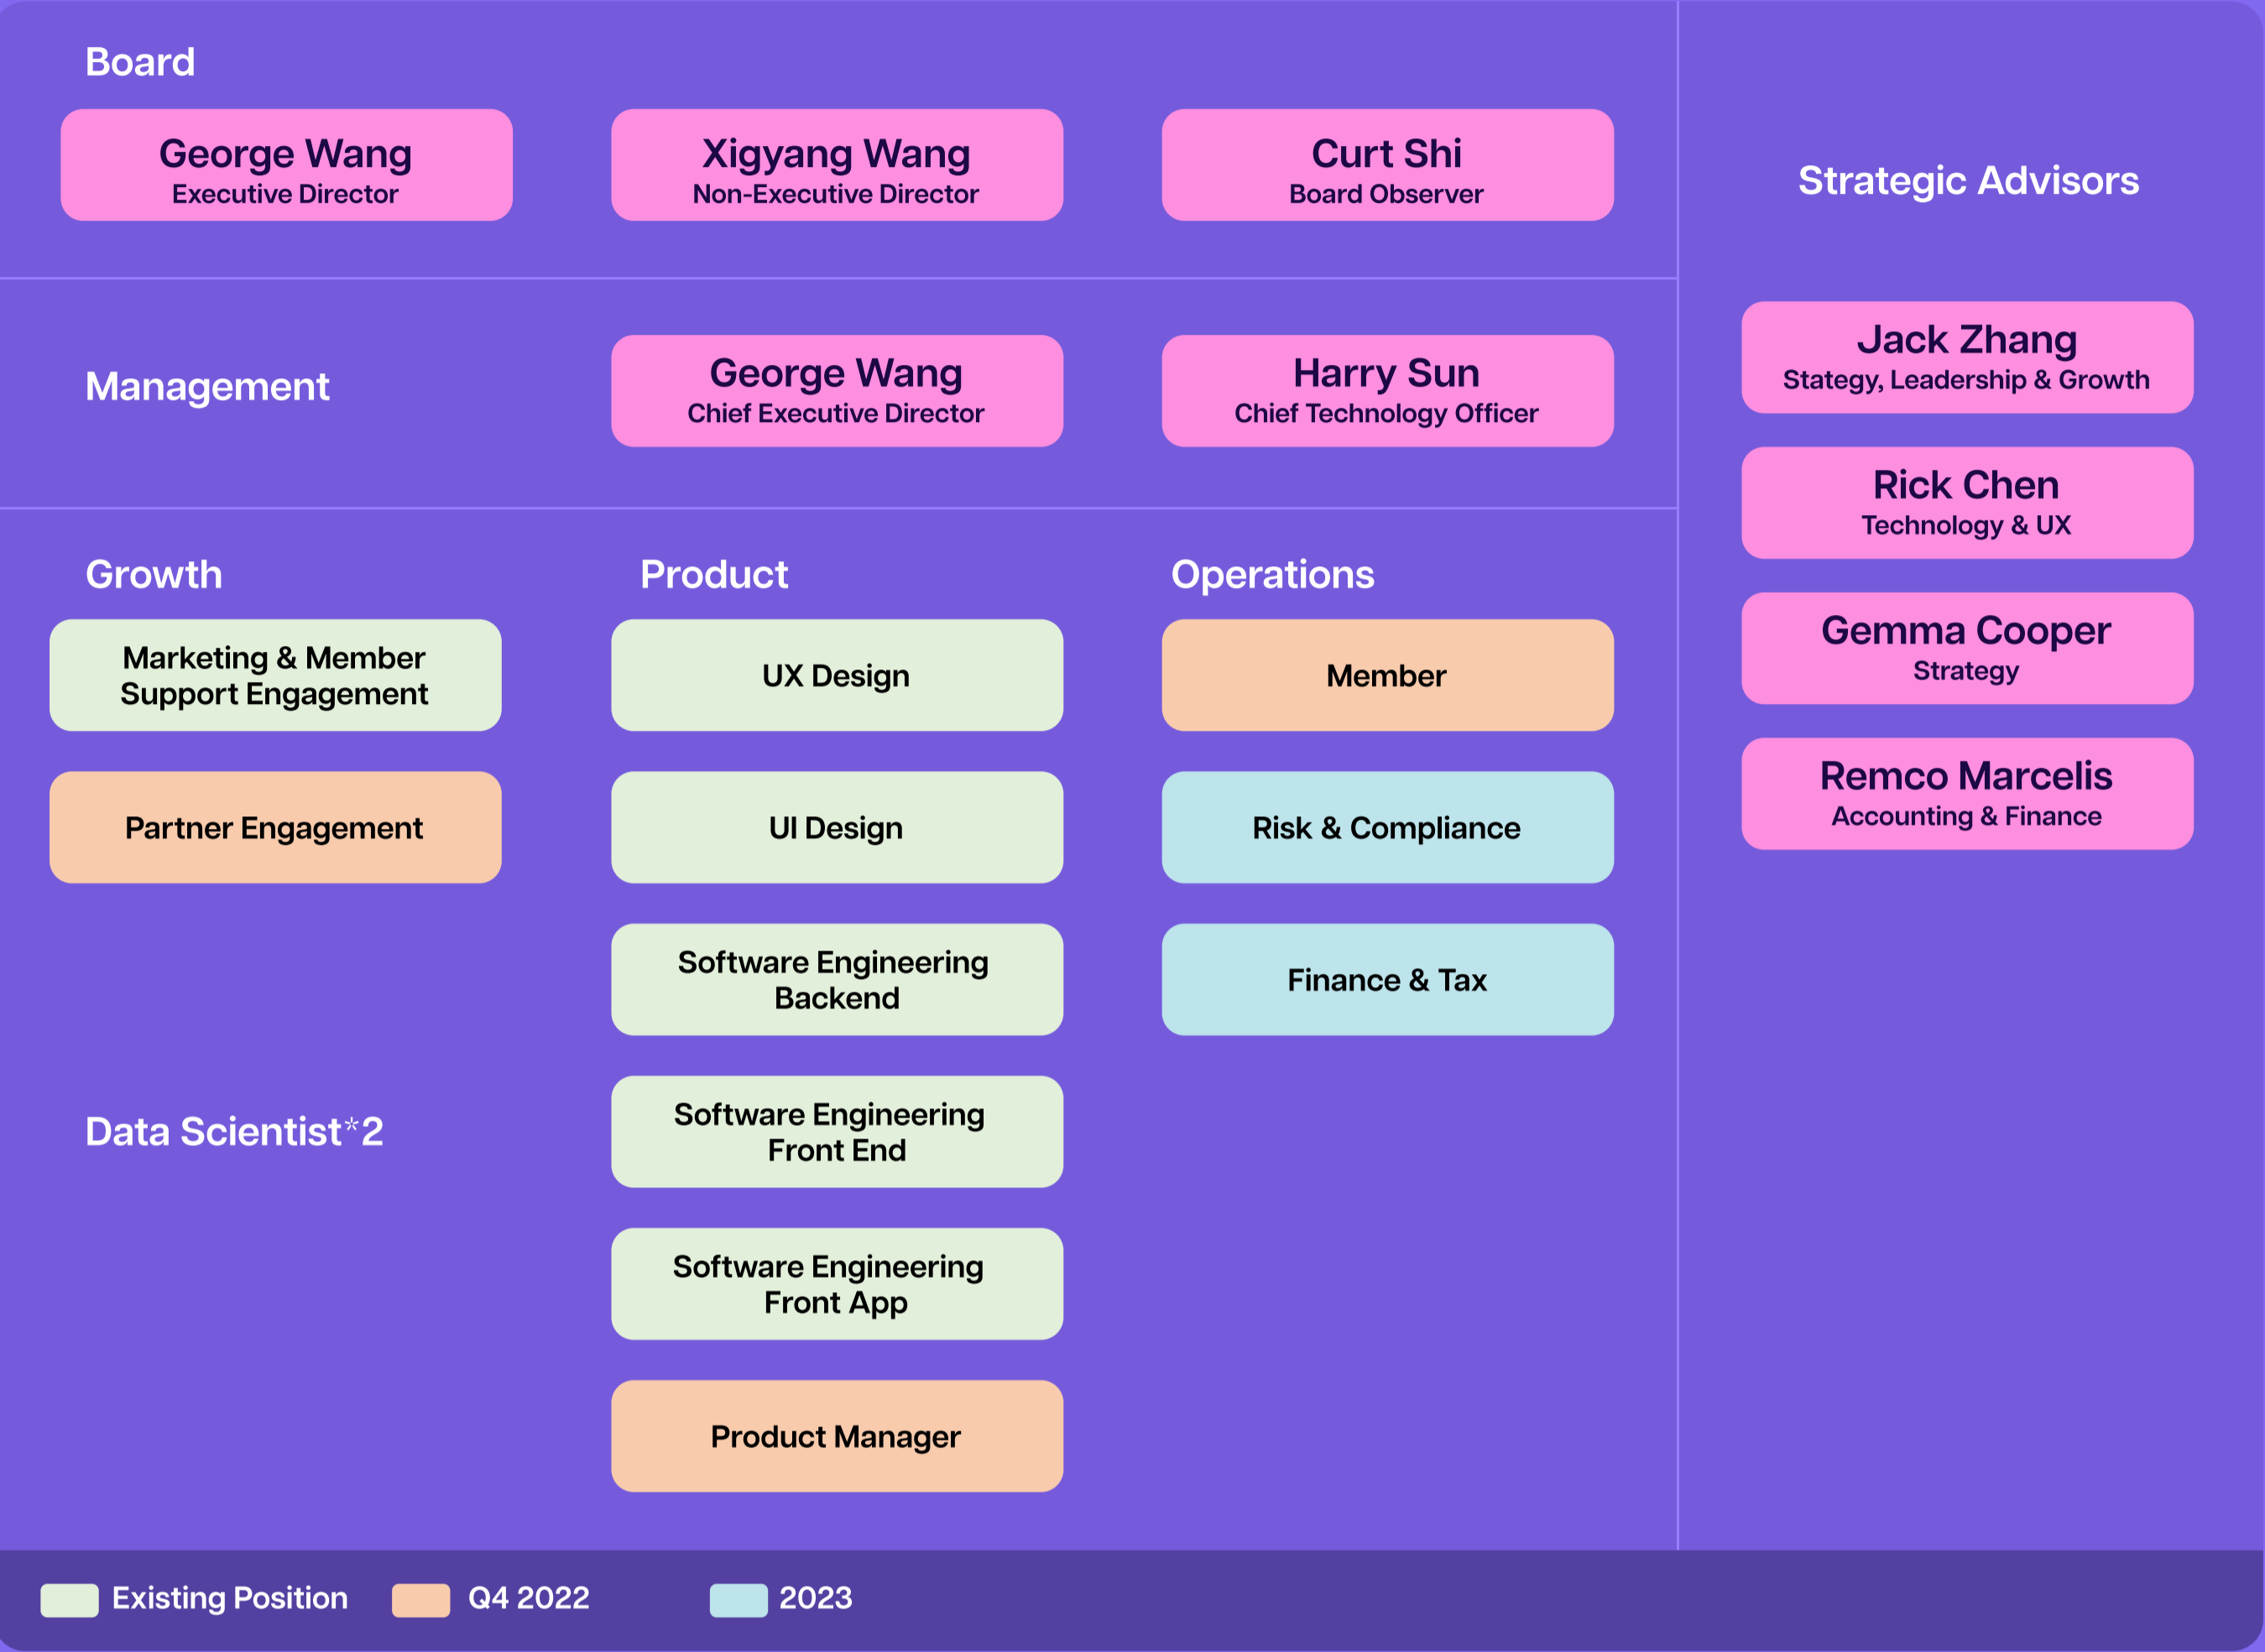 Board
George Wang
Executive Director
Xigyang Wang
Non-Executive Director
Curt Shi
Board Observer
Strategic Advisors
Management
George Wang
Chief Executive Director
Harry Sun
Chief Technology Officer
Jack Zhang
Stategy, Leadership & Growth
Rick Chen
Technology & UX
Gemma Cooper
Strategy
Remco Marcelis
Accounting & Finance
Growth
Marketing & Member
Support Engagement
Partner Engagement
Data Scientist*2
Product
UX Design
UI Design
Software Engineering
Backend
Software Engineering
Front End
Software Engineering
Front App
Product Manager
Operations
Member
Risk & Compliance
Finance & Tax
Existing Position
Q4 2022
2023